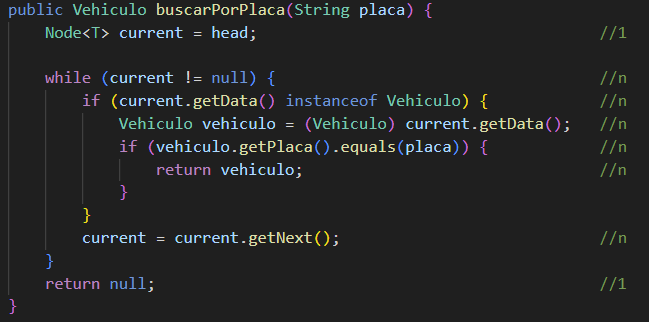 public Vehiculo buscarPorPlaca(String placa) {
    Node<T> current = head; //1
    while (current != null) { //n
        if (current.getData() instanceof Vehiculo) { //n
            Vehiculo vehiculo = (Vehiculo) current.getData(); //n
            if (vehiculo.getPlaca().equals(placa)) { //n
                return vehiculo; //n
            }
        }
        current = current.getNext(); //n
    }
    return null; //1
}